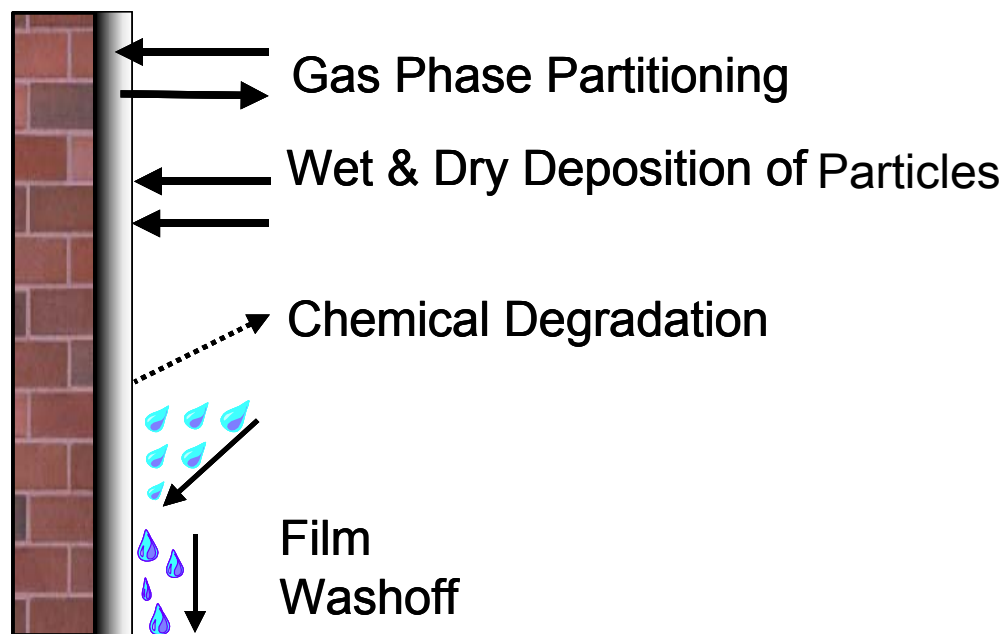 Gas Phase Partitioning
Wet & Dry Deposition of Particles
Chemical Degradation
Film
Washoff